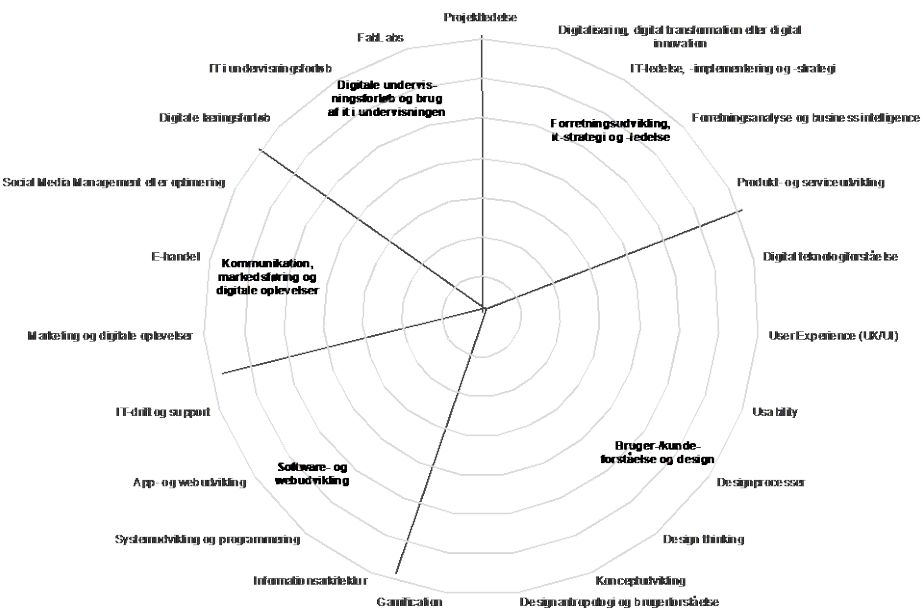 Projektledelse
Digitalisering, digital transformation eller digital
innovation
IT-ledelse, -implementering og -strategi
Forretningsanalyse og business intelligence
Produkt- og serviceudvikling
Digital teknologiforståelse
User Experience (UX/UI)
Usability
Designprocesser
Design thinking
Konceptudvikling
Designantropologi og brugerforståelse
Gamification
Informationsarkitektur
Systemudvikling og programmering
App- og webudvikling
IT-drift og support
Marketing og digitale oplevelser
E-handel
Social Media Management eller optimering
Digitale læringsforløb
IT i undervisningsforløb
FabLabs
Digitale undervis-
ningsforløb og brug
af it i undervisningen
Forretningsudvikling,
it-strategi og -ledelse
Kommunikation,
markedsføring og
digitale oplevelser
Software- og
webudvikling
Bruger-/kunde-
forståelse og design